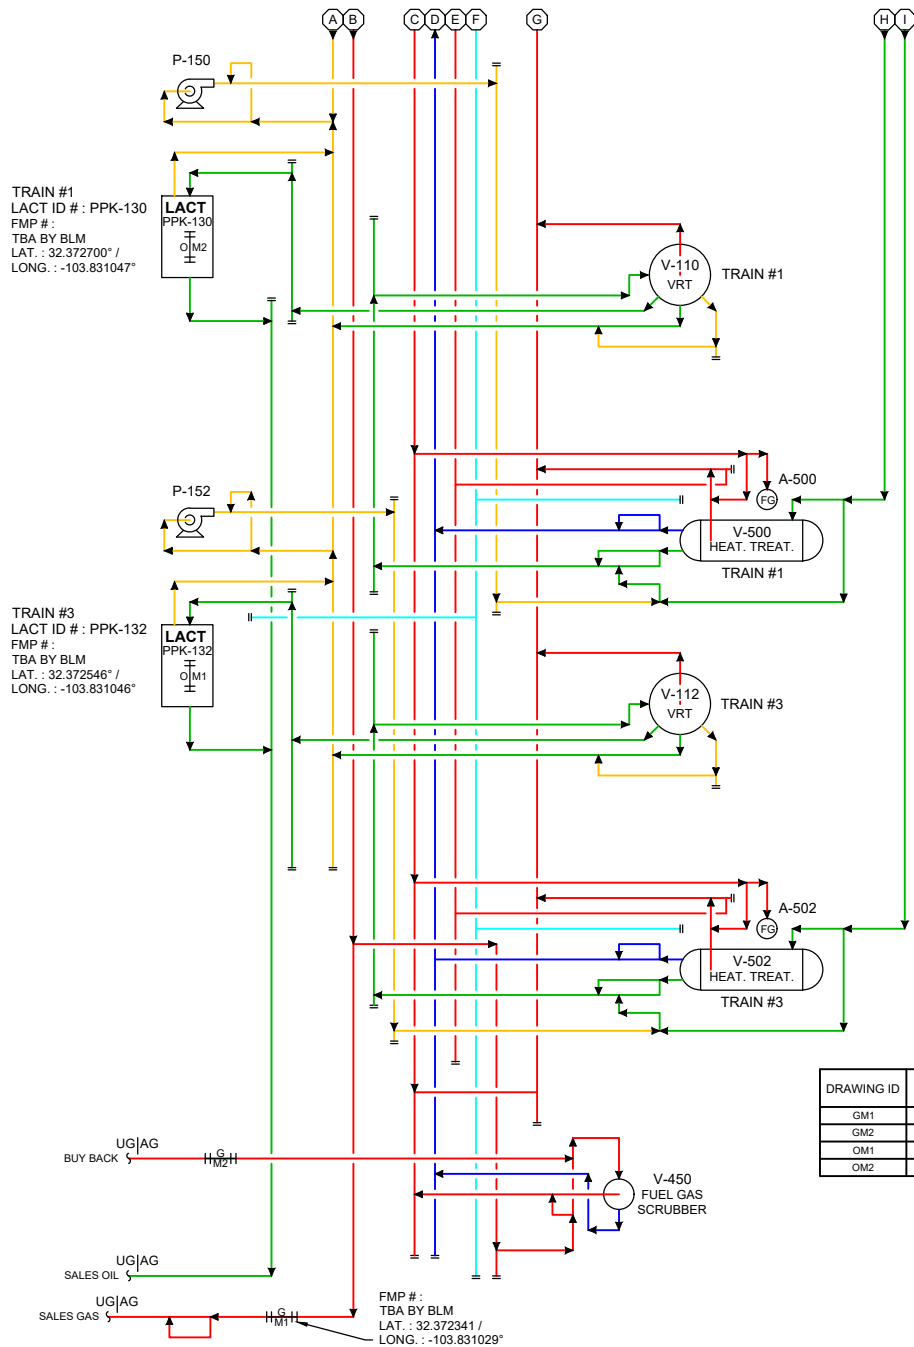 A B C D E F G H I
P-150
TRAIN #1
LACT ID # : PPK-130
FMP # :
TBA BY BLM
LAT. : 32.372700° /
LONG. : -103.831047°
LACT
PPK-130
O M2
V-110
VRT
TRAIN #1
A-500
FG
V-500
HEAT. TREAT.
TRAIN #1
P-152
TRAIN #3
LACT ID # : PPK-132
FMP # :
TBA BY BLM
LAT. : 32.372546° /
LONG. : -103.831046°
LACT
PPK-132
O M1
V-112
VRT
TRAIN #3
A-502
FG
V-502
HEAT. TREAT.
TRAIN #3
DRAWING ID
GM1
GM2
OM1
OM2
UG|AG
BUY BACK
G
M2
V-450
FUEL GAS
SCRUBBER
UG|AG
SALES OIL
UG|AG
SALES GAS
G
M1
FMP # :
TBA BY BLM
LAT. : 32.372341 /
LONG. : -103.831029°